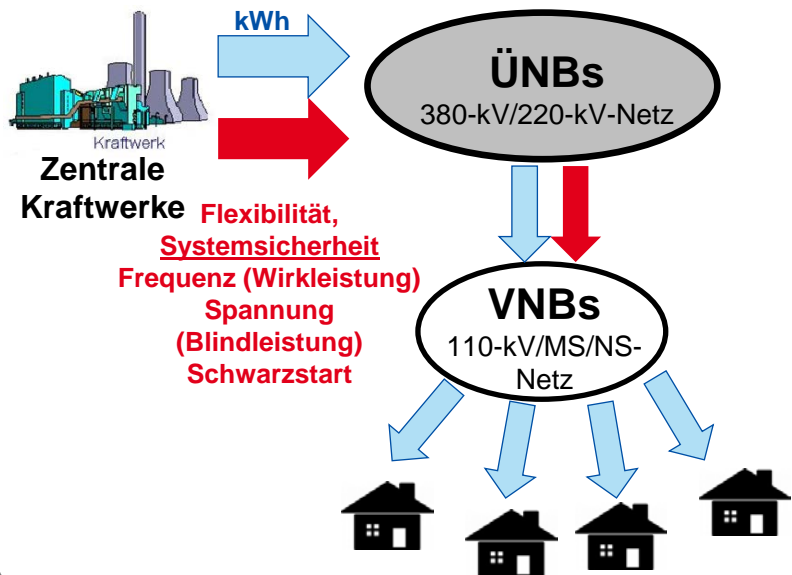 kWh
ÜNBs
380-kV/220-kV-Netz
Kraftwerk
Zentrale
Kraftwerke
Flexibilität,
Systemsicherheit
Frequenz (Wirkleistung)
Spannung
(Blindleistung)
Schwarzstart
VNBs
110-kV/MS/NS-
Netz